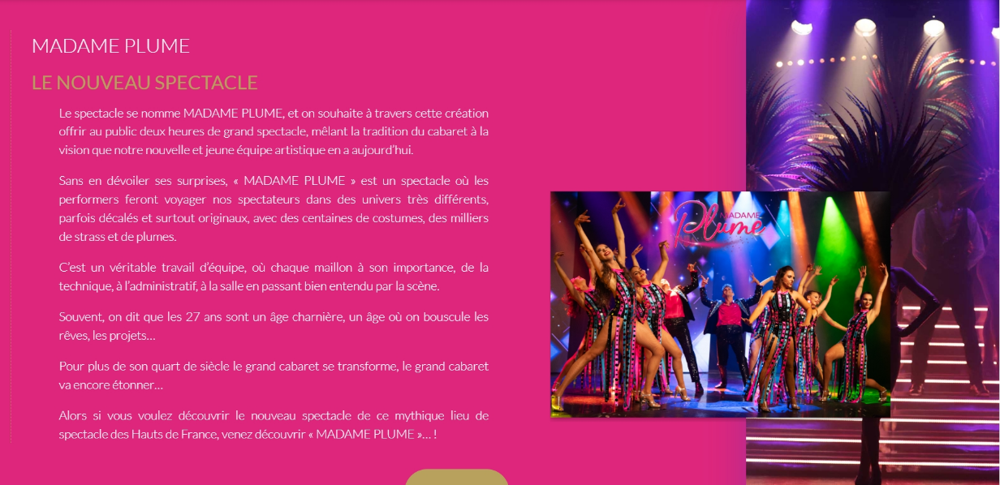 MADAME PLUME
LE NOUVEAU SPECTACLE
Le spectacle se nomme MADAME PLUME, et on souhaite à travers cette création
offrir au public deux heures de grand spectacle, mêlant la tradition du cabaret à la
vision que notre nouvelle et jeune équipe artistique en a aujourd'hui.
Sans en dévoiler ses surprises, « MADAME PLUME » est un spectacle où les
performers feront voyager nos spectateurs dans des univers très différents,
parfois décalés et surtout originaux, avec des centaines de costumes, des milliers
de strass et de plumes.
C'est un véritable travail d'équipe, où chaque maillon à son importance, de la
technique, à l'administratif, à la salle en passant bien entendu par la scène.
Souvent, on dit que les 27 ans sont un âge charnière, un âge où on bouscule les
rêves, les projets...
Pour plus de son quart de siècle le grand cabaret se transforme, le grand cabaret
va encore étonner...
Alors si vous voulez découvrir le nouveau spectacle de ce mythique lieu de
spectacle des Hauts de France, venez découvrir « MADAME PLUME »... !
MADAME
Plume